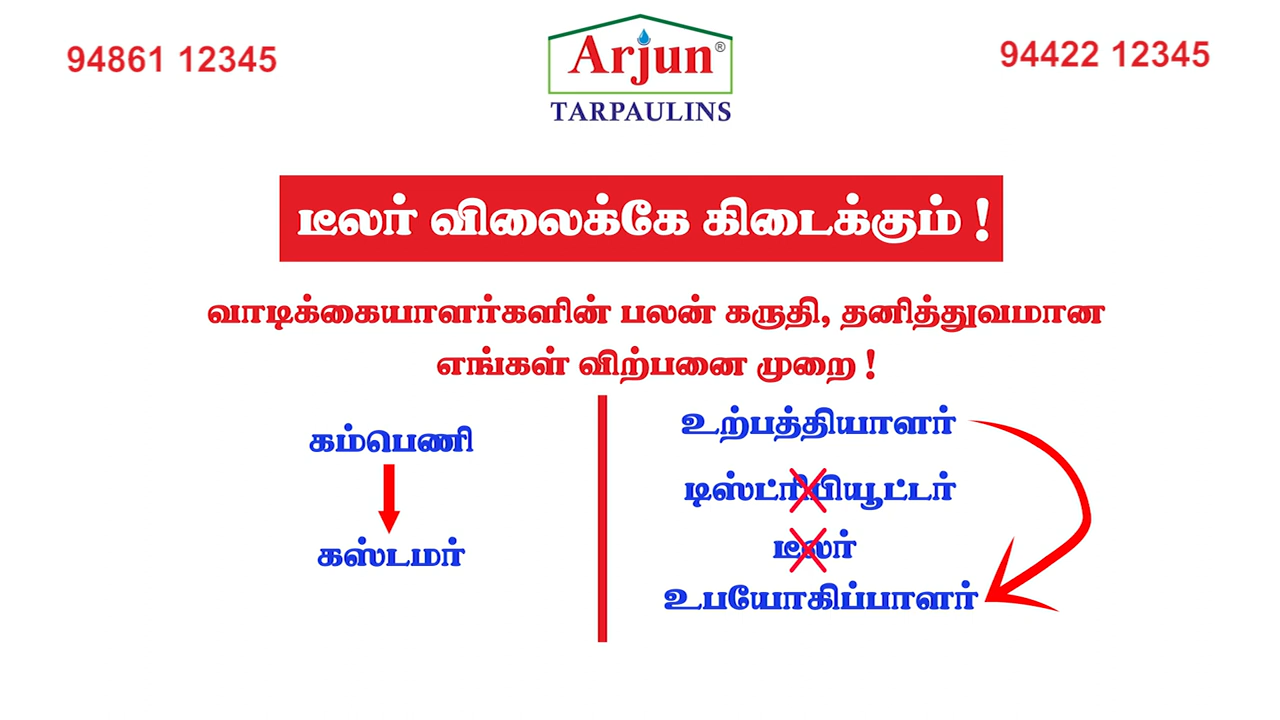 94861 12345
Arjun®
TARPAULINS
94422 12345
டீலர் விலைக்கே கிடைக்கும் !
வாடிக்கையாளர்களின் பலன் கருதி, தனித்துவமான
எங்கள் விற்பனை முறை !
கம்பெணி
கஸ்டமர்
உற்பத்தியாளர்
டிஸ்ட்ரிபியூட்டர்
டீலர்
உபயோகிப்பாளர்